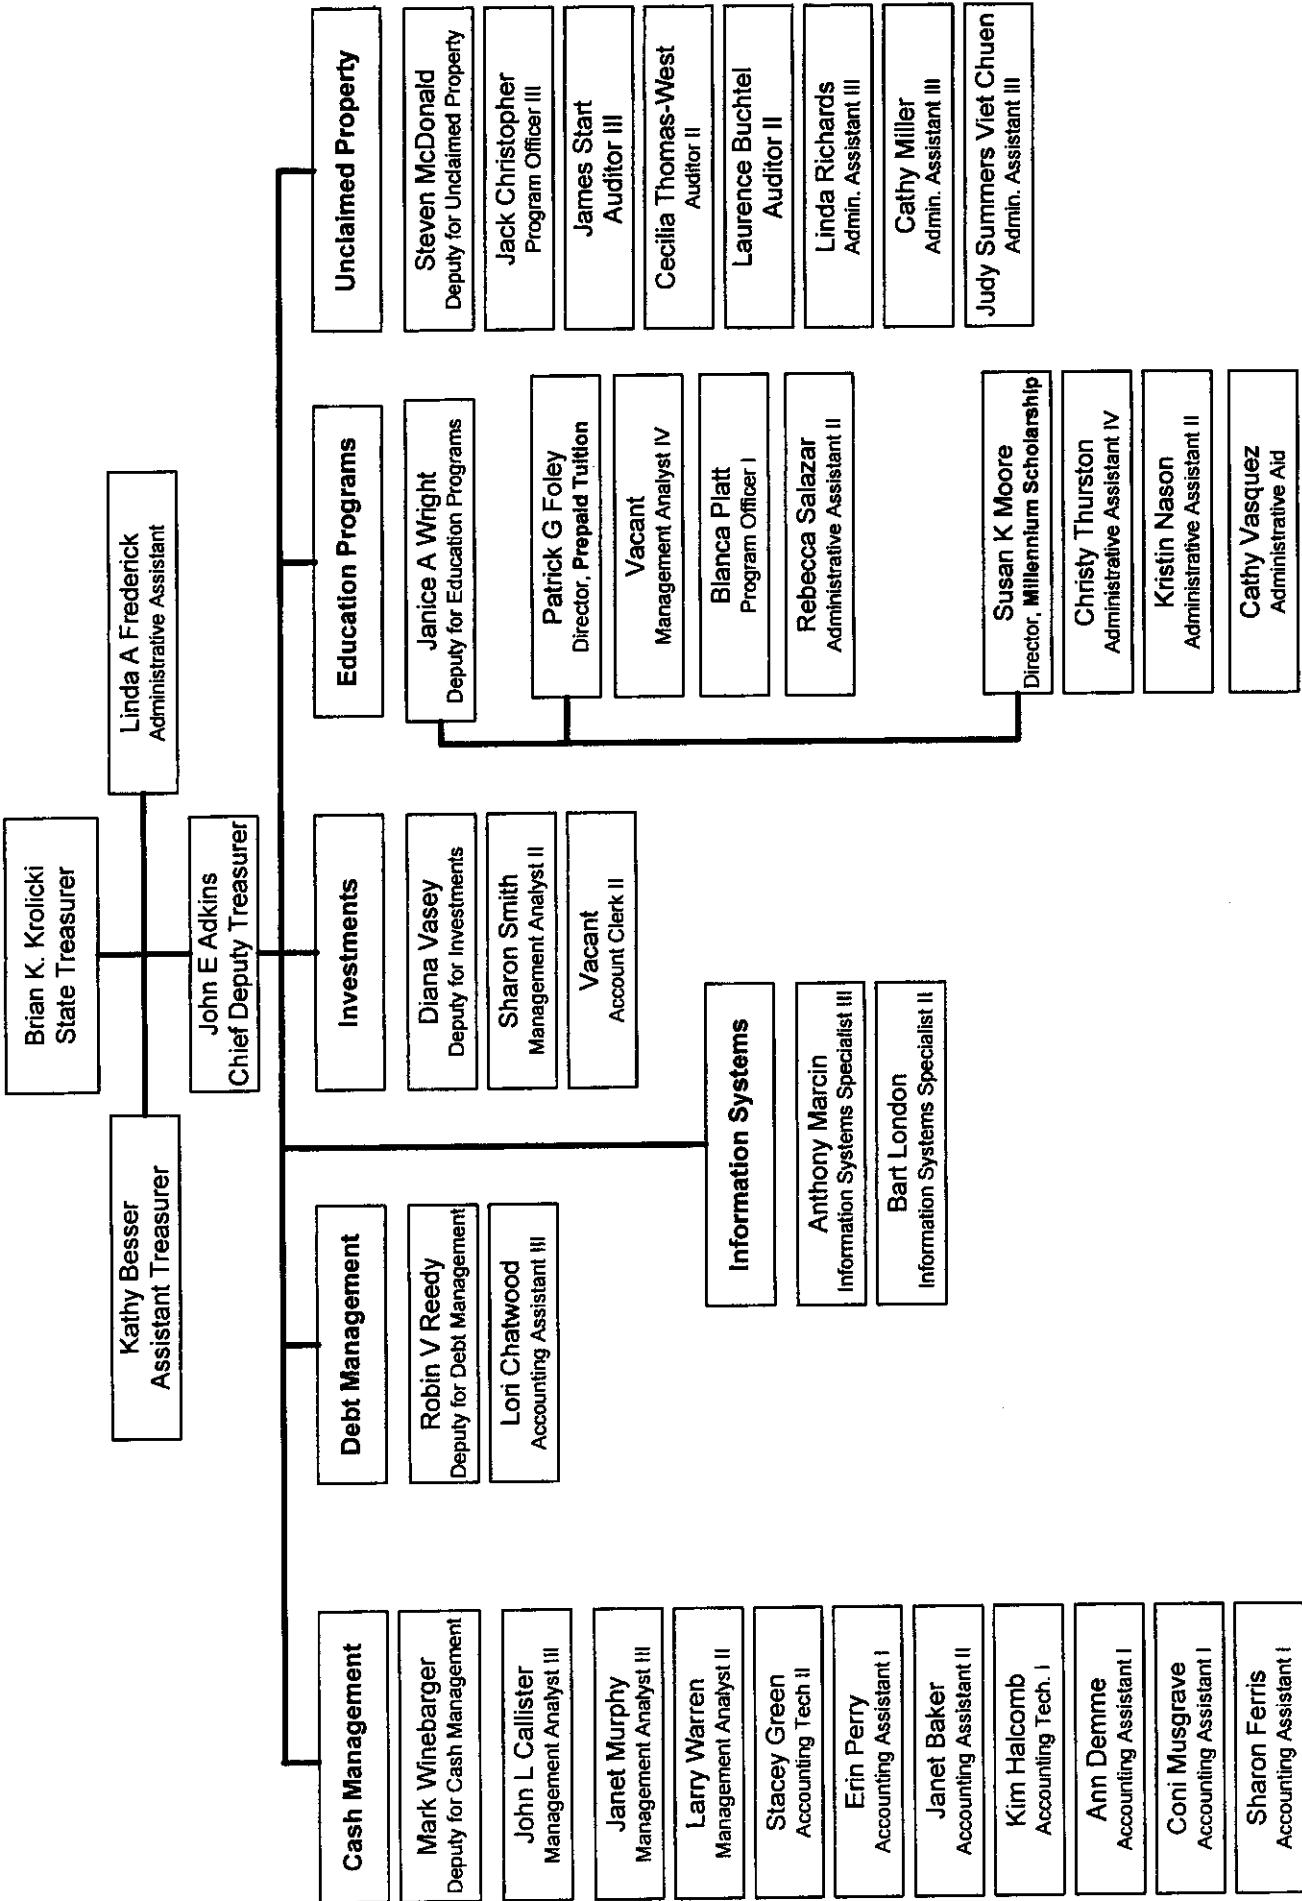 Brian K. Krolicki
State Treasurer
Kathy Besser
Assistant Treasurer
Linda A Frederick
Administrative Assistant
John E Adkins
Chief Deputy Treasurer
Cash Management
Mark Winebarger
Deputy for Cash Management
John L Callister
Management Analyst III
Janet Murphy
Management Analyst III
Larry Warren
Management Analyst II
Stacey Green
Accounting Tech II
Erin Perry
Accounting Assistant I
Janet Baker
Accounting Assistant II
Kim Halcomb
Accounting Tech. I
Ann Demme
Accounting Assistant I
Coni Musgrave
Accounting Assistant I
Sharon Ferris
Accounting Assistant I
Debt Management
Robin V Reedy
Deputy for Debt Management
Lori Chatwood
Accounting Assistant III
Information Systems
Anthony Marcin
Information Systems Specialist III
Bart London
Information Systems Specialist II
Investments
Diana Vasey
Deputy for Investments
Sharon Smith
Management Analyst II
Vacant
Account Clerk II
Education Programs
Janice A Wright
Deputy for Education Programs
Patrick G Foley
Director, Prepaid Tuition
Vacant
Management Analyst IV
Blanca Platt
Program Officer I
Rebecca Salazar
Administrative Assistant II
Susan K Moore
Director, Millennium Scholarship
Christy Thurston
Administrative Assistant IV
Kristin Nason
Administrative Assistant II
Cathy Vasquez
Administrative Aid
Unclaimed Property
Steven McDonald
Deputy for Unclaimed Property
Jack Christopher
Program Officer III
James Start
Auditor III
Cecilia Thomas-West
Auditor II
Laurence Buchtel
Auditor II
Linda Richards
Admin. Assistant III
Cathy Miller
Admin. Assistant III
Judy Summers Viet Chuen
Admin. Assistant III